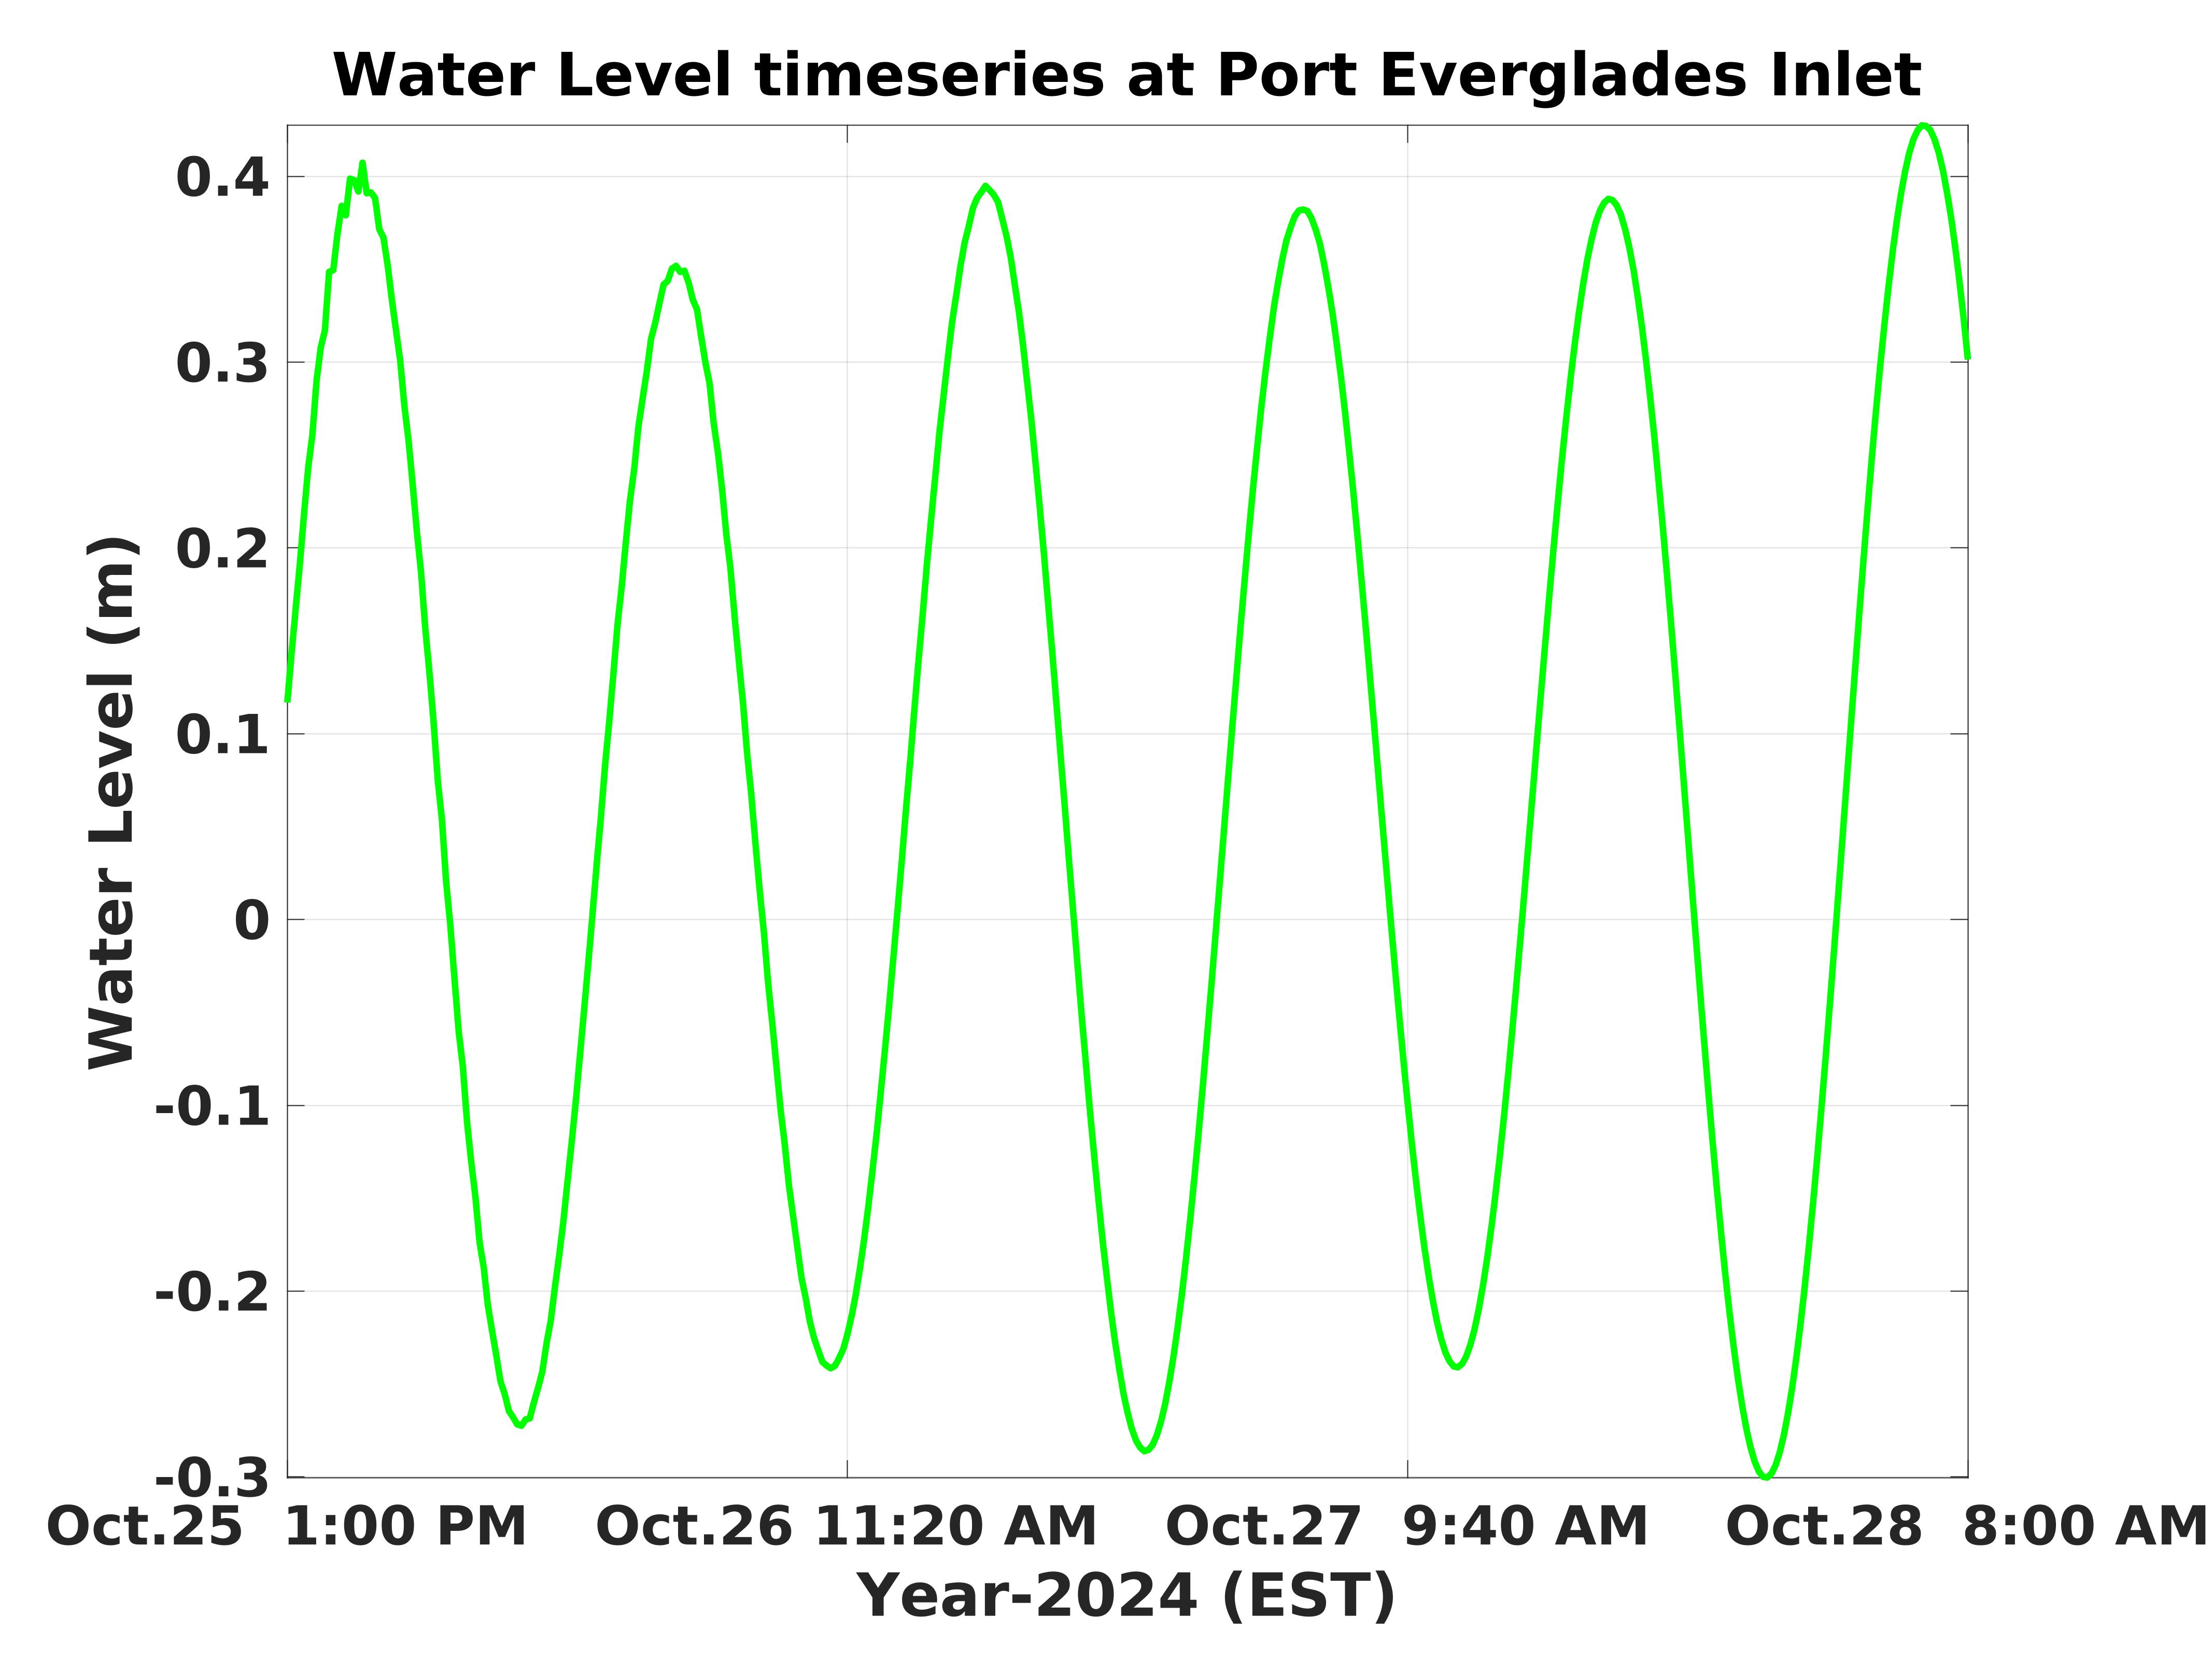 Water Level timeseries at Port Everglades Inlet
0.4
0.3
0.2
0.1
0
-0.1
-0.2
-0.3
Water Level (m)
Oct.25 1:00 PM Oct.26 11:20 AM Oct.27 9:40 AM Oct.28 8:00 AM
Year-2024 (EST)